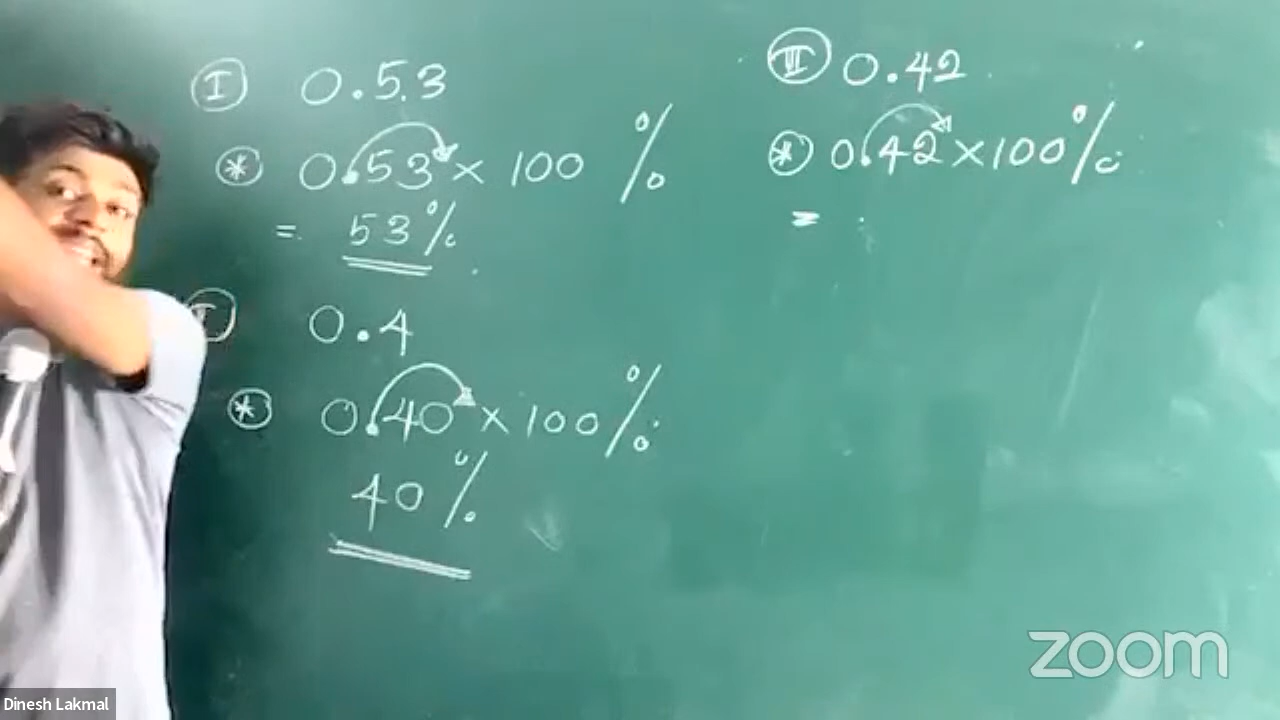 I 0.53
* 0.53 × 100 %
= 53%
I 0.4
* 0.40 × 100%
40%
III 0.42
* 0.42 × 100%
=
zoom
Dinesh Lakmal